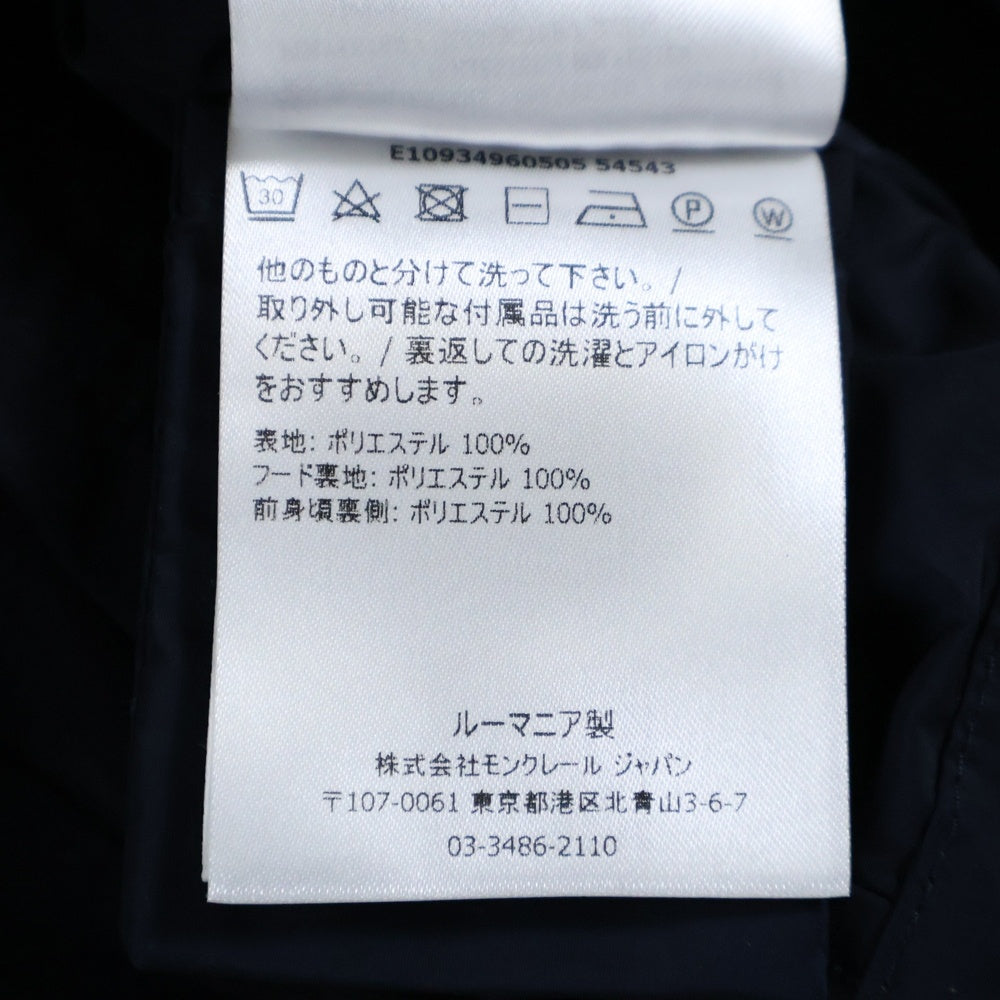 E10934960505 54543
30
P
W
他のものと分けて洗って下さい。/
取り外し可能な付属品は洗う前に外して
ください。/ 裏返しての洗濯とアイロンがけ
をおすすめします。
表地: ポリエステル 100%
フード裏地: ポリエステル 100%
前身頃裏側: ポリエステル 100%
ルーマニア製
株式会社モンクレール ジャパン
〒107-0061 東京都港区北青山3-6-7
03-3486-2110